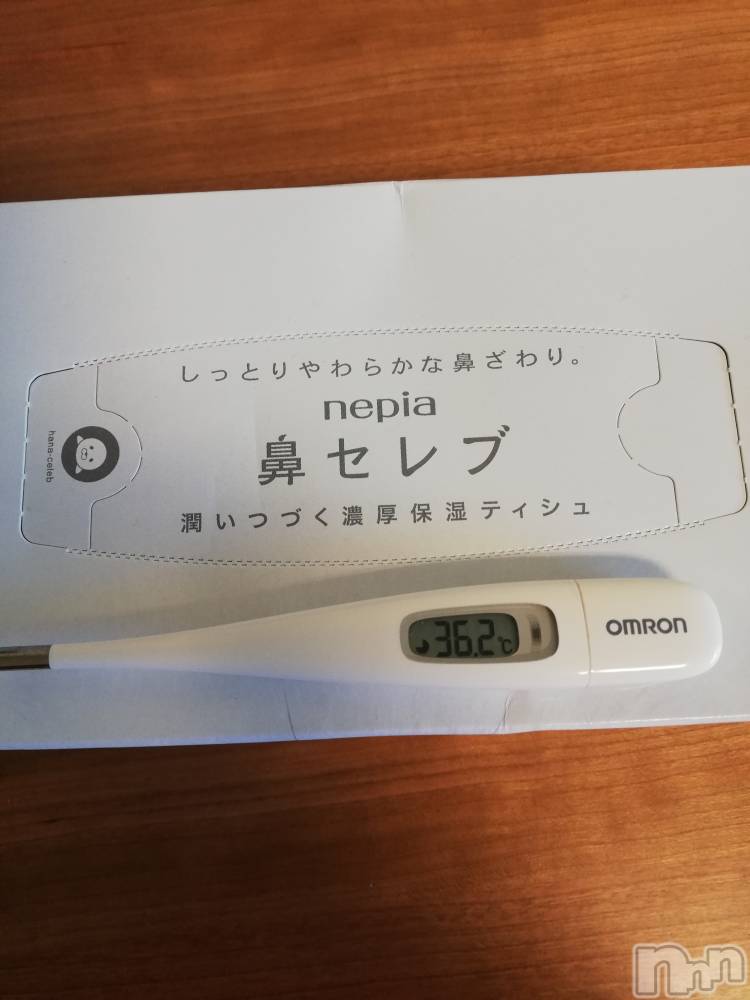 しっとりやわらかな鼻ざわり。
nepia
鼻セレブ
hana-celeb
潤いつづく濃厚保湿ティシュ
36.2℃
OMRON
nnn